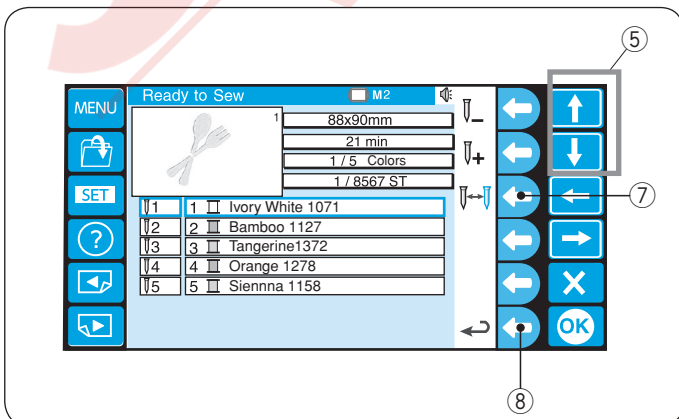 ⑤
MENU
Ready to Sew M2
1
88x90mm
21 min
1 / 5 Colors
1 / 8567 ST
SET
⑦
1 1 Ivory White 1071
2 2 Bamboo 1127
3 3 Tangerine1372
4 4 Orange 1278
5 5 Siennna 1158
?
X
OK
⑧